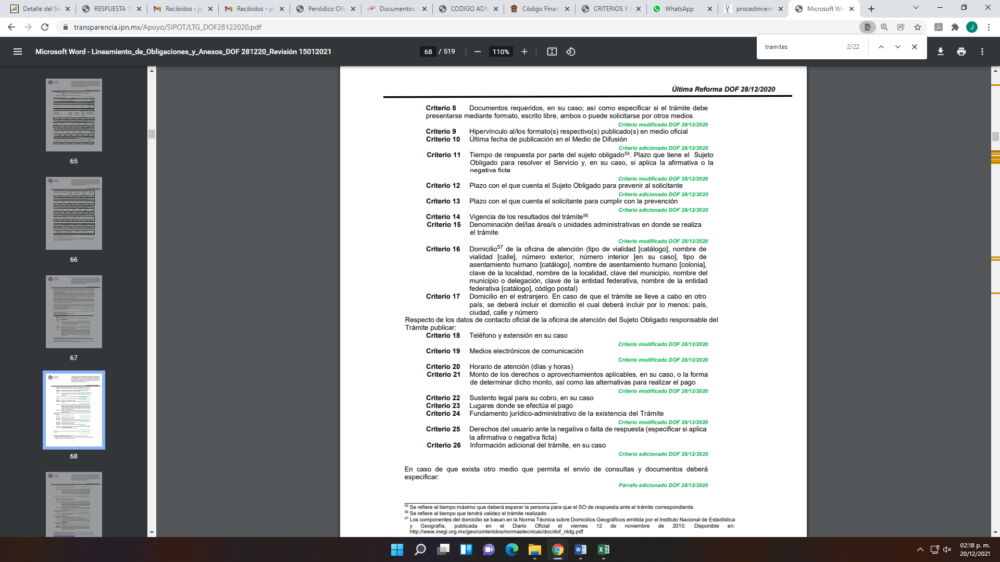 Detalle del Se
RESPUESTA 1
Recibidos - ju
Recibidos - p
Periódico Ofi
Documentos
CODIGO ADM
Código Finan
CRITERIOS Y
WhatsApp
procedimient
Microsoft Wo
transparencia.ipn.mx/Apoyo/SIPOT/LTG_DOF28122020.pdf
J
tramites
2/22
Microsoft Word - Lineamiento_de_Obligaciones_y_Anexos_DOF 281220_Revisión 15012021
68 / 519
110%
65
66
67
68
Última Reforma DOF 28/12/2020
Criterio 8 Documentos requeridos, en su caso; así como especificar si el trámite debe
presentarse mediante formato, escrito libre, ambos o puede solicitarse por otros medios
Criterio modificado DOF 28/12/2020
Criterio 9 Hipervínculo al/los formato(s) respectivo(s) publicado(s) en medio oficial
Criterio 10 Última fecha de publicación en el Medio de Difusión
Criterio adicionado DOF 28/12/2020
Criterio 11 Tiempo de respuesta por parte del sujeto obligado55. Plazo que tiene el Sujeto
Obligado para resolver el Servicio y, en su caso, si aplica la afirmativa o la
negativa ficta
Criterio modificado DOF 28/12/2020
Criterio 12 Plazo con el que cuenta el Sujeto Obligado para prevenir al solicitante
Criterio adicionado DOF 28/12/2020
Criterio 13 Plazo con el que cuenta el solicitante para cumplir con la prevención
Criterio adicionado DOF 28/12/2020
Criterio 14 Vigencia de los resultados del trámite56
Criterio 15 Denominación del/las área/s o unidades administrativas en donde se realiza
el trámite
Criterio modificado DOF 28/12/2020
Criterio 16 Domicilio57 de la oficina de atención (tipo de vialidad [catálogo], nombre de
vialidad [calle], número exterior, número interior [en su caso], tipo de
asentamiento humano [catálogo], nombre de asentamiento humano [colonia],
clave de la localidad, nombre de la localidad, clave del municipio, nombre del
municipio o delegación, clave de la entidad federativa, nombre de la entidad
federativa [catálogo], código postal)
Criterio 17 Domicilio en el extranjero. En caso de que el trámite se lleve a cabo en otro
país, se deberá incluir el domicilio el cual deberá incluir por lo menos: país,
ciudad, calle y número
Respecto de los datos de contacto oficial de la oficina de atención del Sujeto Obligado responsable del
Trámite publicar:
Criterio 18 Teléfono y extensión en su caso
Criterio modificado DOF 28/12/2020
Criterio 19 Medios electrónicos de comunicación
Criterio modificado DOF 28/12/2020
Criterio 20 Horario de atención (días y horas)
Criterio 21 Monto de los derechos o aprovechamientos aplicables, en su caso, o la forma
de determinar dicho monto, así como las alternativas para realizar el pago
Criterio modificado DOF 28/12/2020
Criterio 22 Sustento legal para su cobro, en su caso
Criterio 23 Lugares donde se efectúa el pago
Criterio 24 Fundamento jurídico-administrativo de la existencia del Trámite
Criterio modificado DOF 28/12/2020
Criterio 25 Derechos del usuario ante la negativa o falta de respuesta (especificar si aplica
la afirmativa o negativa ficta)
Criterio 26 Información adicional del trámite, en su caso
Criterio adicionado DOF 28/12/2020
En caso de que exista otro medio que permita el envío de consultas y documentos deberá
especificar:
Párrafo adicionado DOF 28/12/2020
55 Se refiere al tiempo máximo que deberá esperar la persona para que el SO de respuesta ante el trámite correspondiente.
56 Se refiere al tiempo que tendrá validez el trámite realizado
57 Los componentes del domicilio se basan en la Norma Técnica sobre Domicilios Geográficos emitida por el Instituto Nacional de Estadística
y Geografía, publicada en el Diario Oficial el viernes 12 de noviembre de 2010. Disponible en:
http://www.inegi.org.mx/geo/contenidos/normastecnicas/doc/dof_ntdg.pdf
02:18 p. m.
20/12/2021